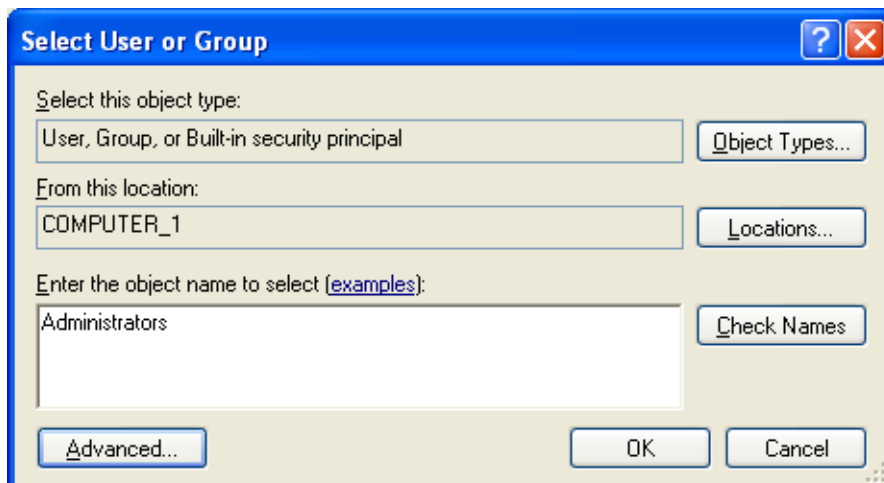 Select User or Group
Select this object type:
User, Group, or Built-in security principal
Object Types...
From this location:
COMPUTER_1
Locations...
Enter the object name to select (examples):
Administrators
Check Names
Advanced...
OK
Cancel